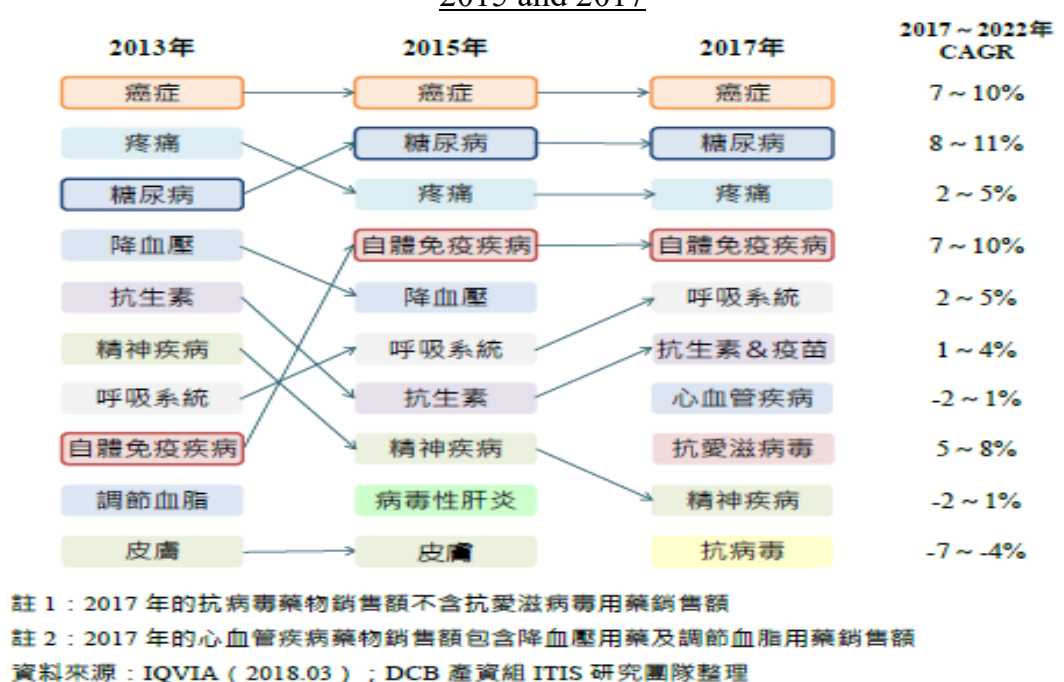 2015 and 2017
2013年 2015年 2017年 2017～2022年 CAGR
癌症 癌症 癌症 7～10%
疼痛 糖尿病 糖尿病 8～11%
糖尿病 疼痛 疼痛 2～5%
降血壓 自體免疫疾病 自體免疫疾病 7～10%
抗生素 降血壓 呼吸系統 2～5%
精神疾病 呼吸系統 抗生素＆疫苗 1～4%
呼吸系統 抗生素 心血管疾病 -2～1%
自體免疫疾病 精神疾病 抗愛滋病毒 5～8%
調節血脂 病毒性肝炎 精神疾病 -2～1%
皮膚 皮膚 抗病毒 -7～-4%
註 1：2017 年的抗病毒藥物銷售額不含抗愛滋病毒用藥銷售額
註 2：2017 年的心血管疾病藥物銷售額包含降血壓用藥及調節血脂用藥銷售額
資料來源：IQVIA（2018.03）；DCB 產資組 ITIS 研究團隊整理